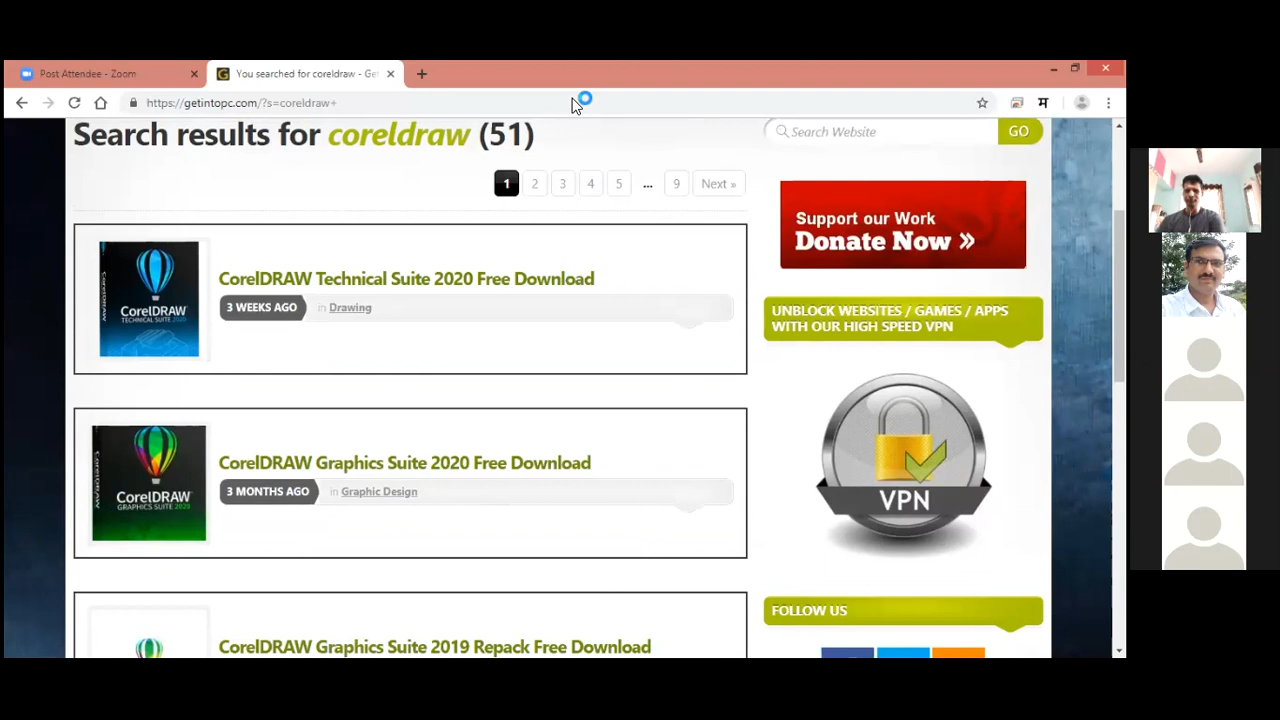 Post Attendee - Zoom
You searched for coreldraw - Get
https://getintopc.com/?s=coreldraw+
म
Search results for coreldraw (51)
Search Website
GO
1 2 3 4 5 ... 9 Next »
Support our Work
Donate Now »
CorelDRAW
TECHNICAL SUITE 2020
CorelDRAW Technical Suite 2020 Free Download
3 WEEKS AGO
in Drawing
UNBLOCK WEBSITES / GAMES / APPS
WITH OUR HIGH SPEED VPN
VPN
CorelDRAW
GRAPHICS SUITE 2020
CorelDRAW Graphics Suite 2020 Free Download
3 MONTHS AGO
in Graphic Design
FOLLOW US
CorelDRAW Graphics Suite 2019 Repack Free Download